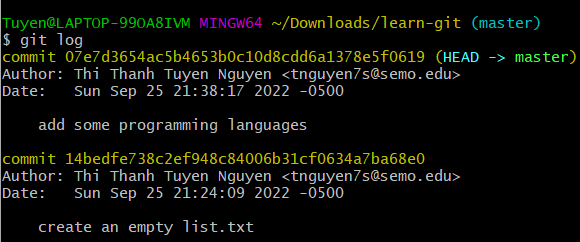 Tuyen@LAPTOP-99OA8IVM MINGW64 ~/Downloads/learn-git (master)
$ git log
commit 07e7d3654ac5b4653b0c10d8cdd6a1378e5f0619 (HEAD -> master)
Author: Thi Thanh Tuyen Nguyen <tnguyen7s@semo.edu>
Date:   Sun Sep 25 21:38:17 2022 -0500
    add some programming languages
commit 14bedfe738c2ef948c84006b31cf0634a7ba68e0
Author: Thi Thanh Tuyen Nguyen <tnguyen7s@semo.edu>
Date:   Sun Sep 25 21:24:09 2022 -0500
    create an empty list.txt